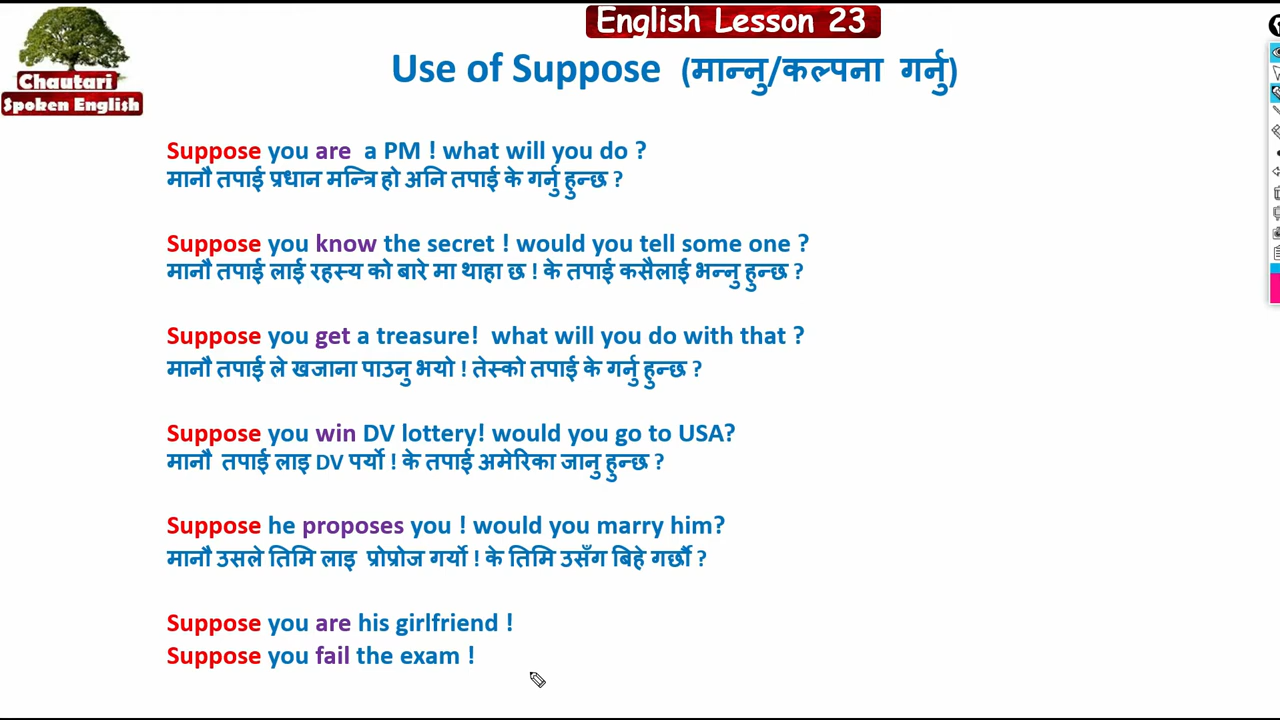 English Lesson 23
Chautari
Spoken English
Use of Suppose (मान्नु/कल्पना गर्नु)
Suppose you are a PM ! what will you do ?
मानौ तपाई प्रधान मन्त्रि हो अनि तपाई के गर्नु हुन्छ ?
Suppose you know the secret ! would you tell some one ?
मानौ तपाई लाई रहस्य को बारे मा थाहा छ ! के तपाई कसैलाई भन्नु हुन्छ ?
Suppose you get a treasure! what will you do with that ?
मानौ तपाई ले खजाना पाउनु भयो ! तेस्को तपाई के गर्नु हुन्छ ?
Suppose you win DV lottery! would you go to USA?
मानौ तपाई लाइ DV पर्यो ! के तपाई अमेरिका जानु हुन्छ ?
Suppose he proposes you ! would you marry him?
मानौ उसले तिमि लाइ प्रोप्रोज गर्यो ! के तिमि उसँग बिहे गर्छौ ?
Suppose you are his girlfriend !
Suppose you fail the exam !